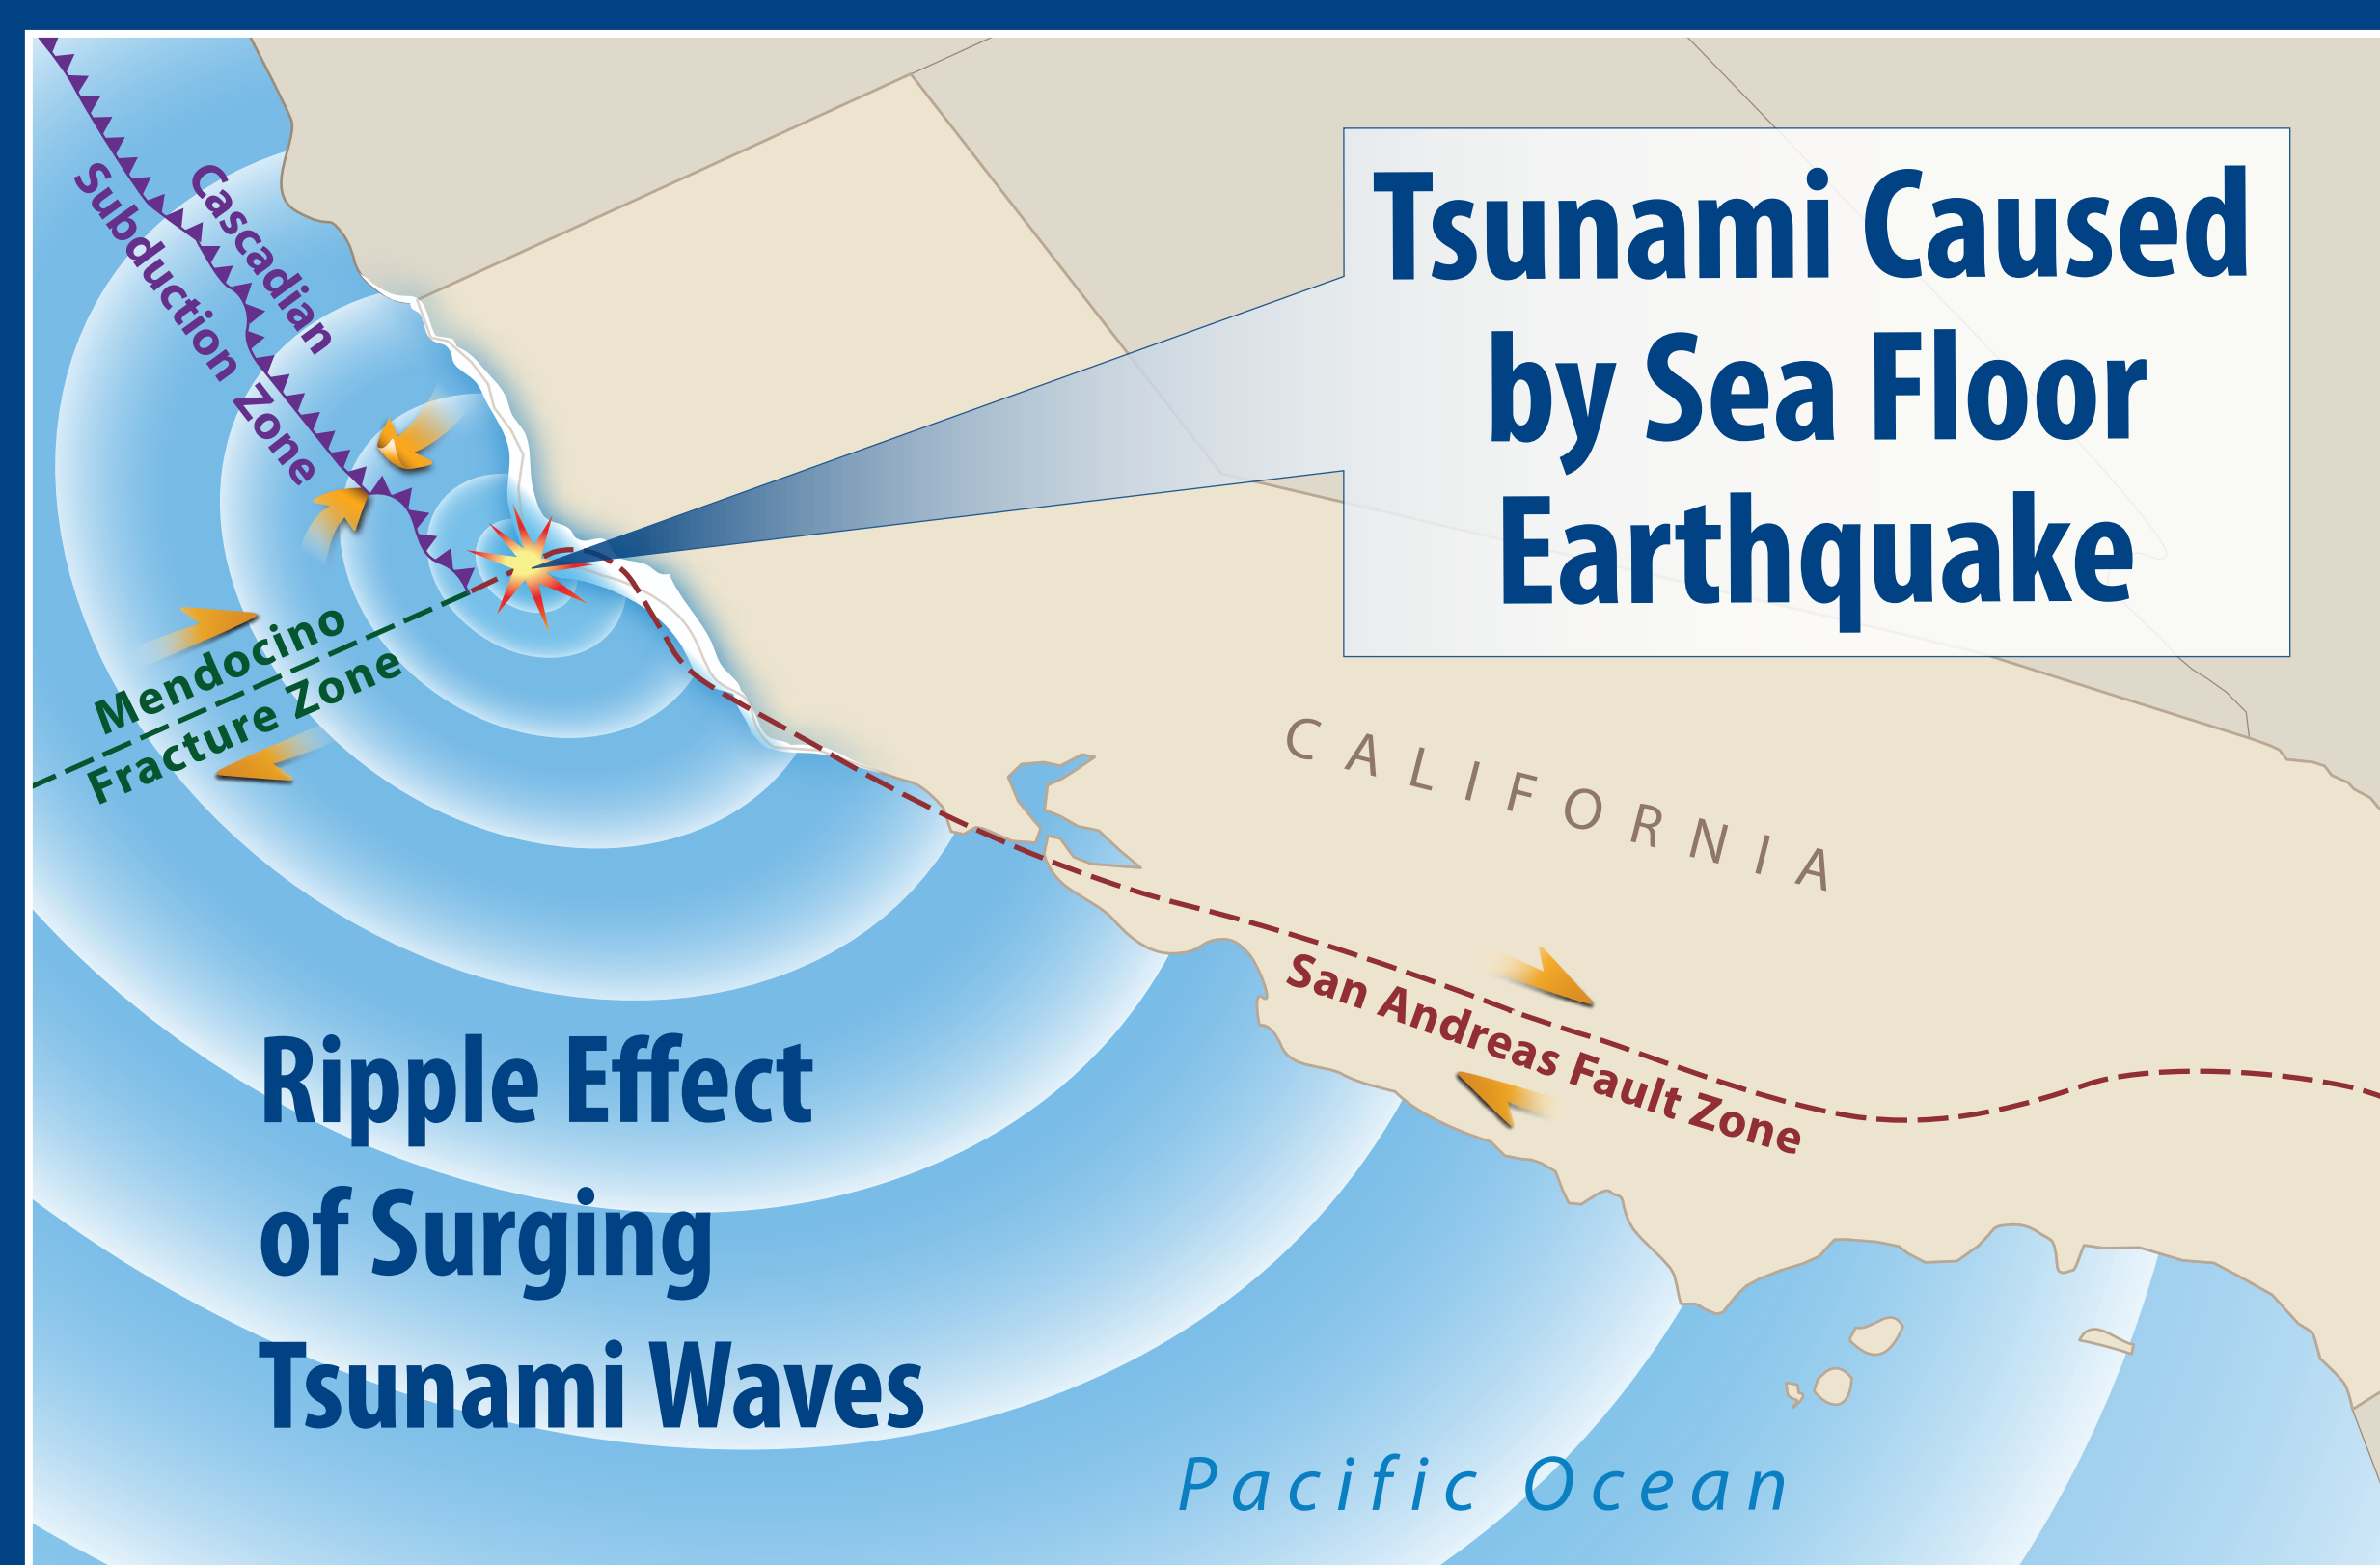 Tsunami Caused
by Sea Floor
Earthquake
Cascadian
Subduction Zone
Mendocino
Fracture Zone
CALIFORNIA
San Andreas Fault Zone
Ripple Effect
of Surging
Tsunami Waves
Pacific Ocean